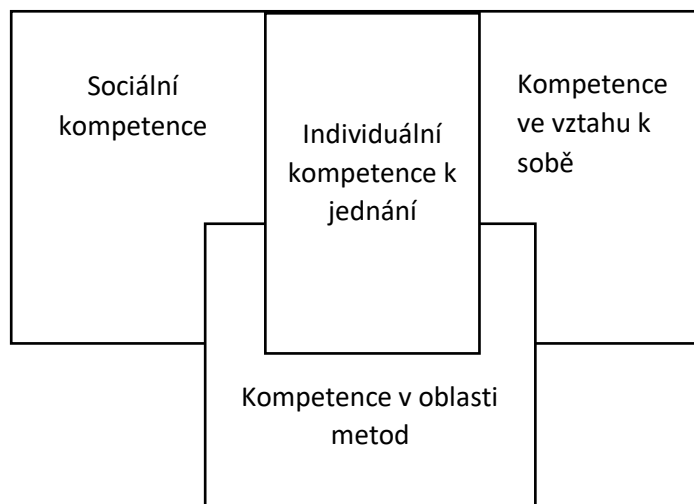 Sociální
kompetence
Individuální
kompetence k
jednání
Kompetence
ve vztahu k
sobě
Kompetence v oblasti
metod